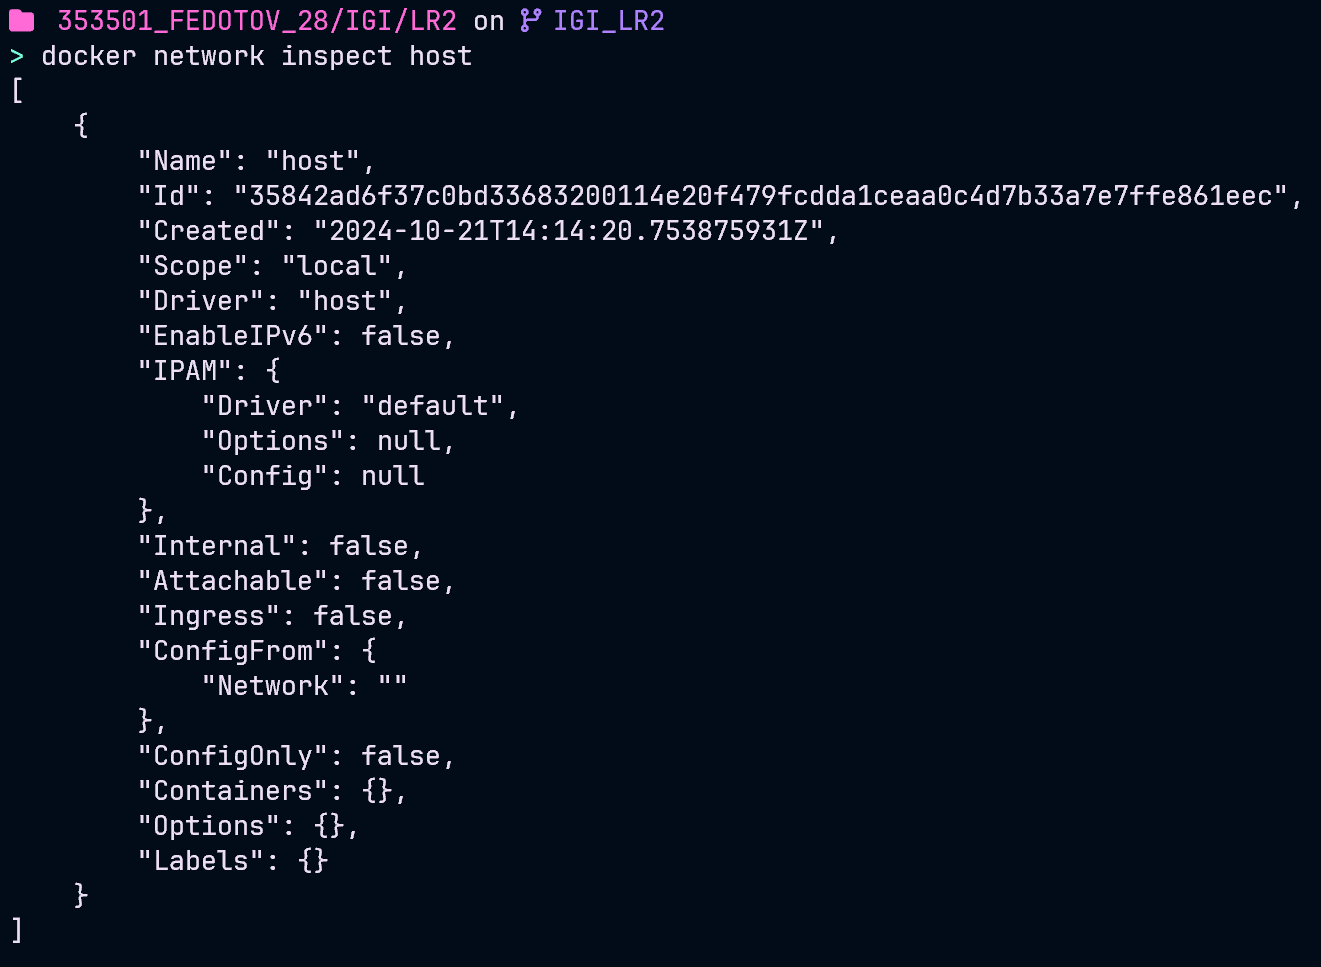 353501_FEDOTOV_28/IGI/LR2 on IGI_LR2
> docker network inspect host
[
    {
        "Name": "host",
        "Id": "35842ad6f37c0bd33683200114e20f479fcdda1ceaa0c4d7b33a7e7ffe861eec",
        "Created": "2024-10-21T14:14:20.753875931Z",
        "Scope": "local",
        "Driver": "host",
        "EnableIPv6": false,
        "IPAM": {
            "Driver": "default",
            "Options": null,
            "Config": null
        },
        "Internal": false,
        "Attachable": false,
        "Ingress": false,
        "ConfigFrom": {
            "Network": ""
        },
        "ConfigOnly": false,
        "Containers": {},
        "Options": {},
        "Labels": {}
    }
]